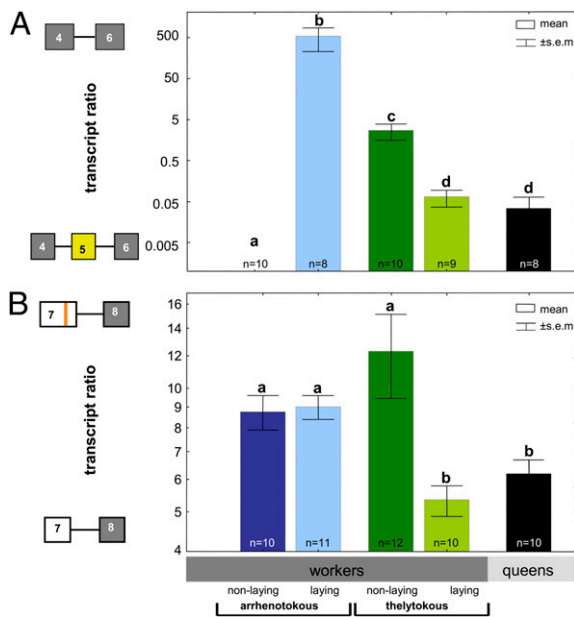 A
4 6
transcript ratio
4 5 6
500
50
5
0.5
0.05
0.005
a b c d d
n=10 n=8 n=10 n=9 n=8
mean
±s.e.m
B
7 8
transcript ratio
7 8
16
14
12
10
9
8
7
6
5
4
a a a b b
n=10 n=11 n=12 n=10 n=10
mean
±s.e.m
workers queens
non-laying laying non-laying laying
arrhenotokous thelytokous